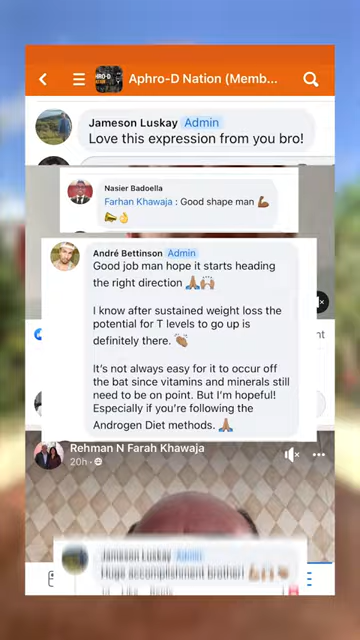 Aphro-D Nation (Memb...
Jameson Luskay Admin
Love this expression from you bro!
Nasier Badoella
Farhan Khawaja : Good shape man 💪🏾
📣👌
André Bettinson Admin
Good job man hope it starts heading
the right direction 🙏🏽🙌🏽
I know after sustained weight loss the
potential for T levels to go up is
definitely there. 👏🏽
It's not always easy for it to occur off
the bat since vitamins and minerals still
need to be on point. But I'm hopeful!
Especially if you're following the
Androgen Diet methods. 🙏🏽
nt
Rehman N Farah Khawaja
20h
Jameson Luskay Admin
Huge accomplishment brother!